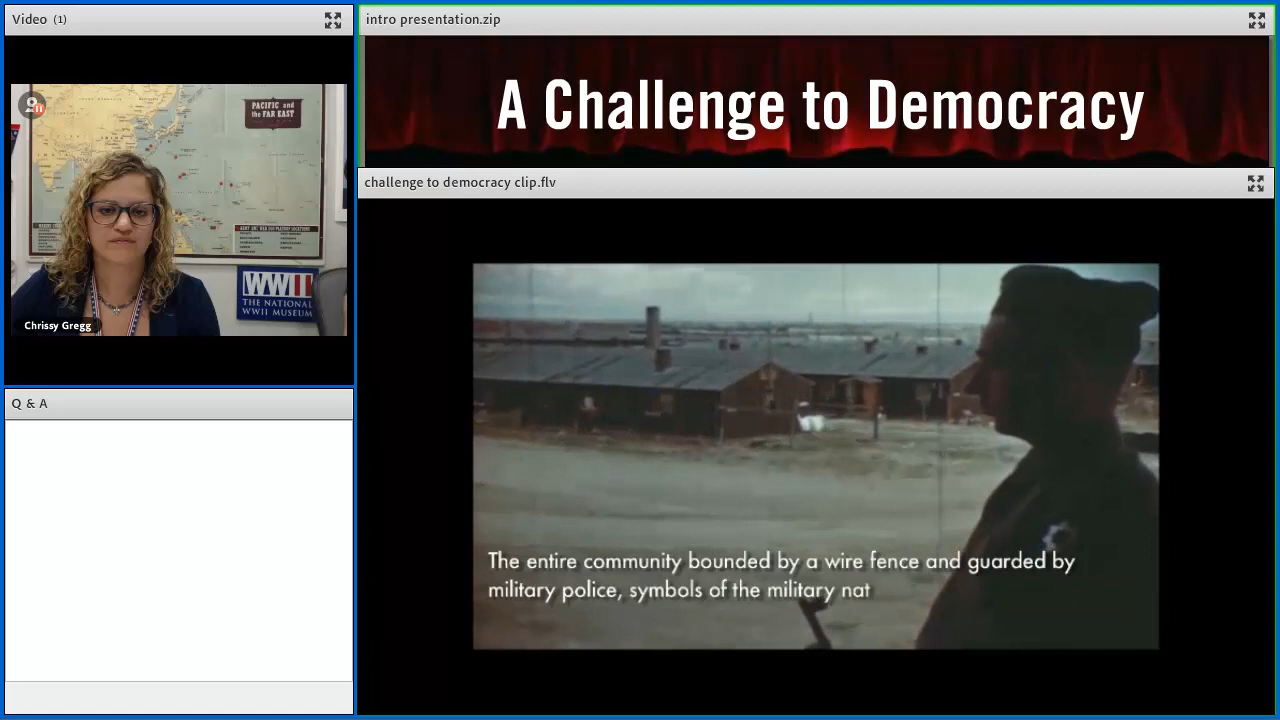 Video (1)
PACIFIC and
the FAR EAST
WWII
THE NATIONAL
WWII MUSEUM
Chrissy Gregg
Q & A
intro presentation.zip
A Challenge to Democracy
challenge to democracy clip.flv
The entire community bounded by a wire fence and guarded by
military police, symbols of the military nat